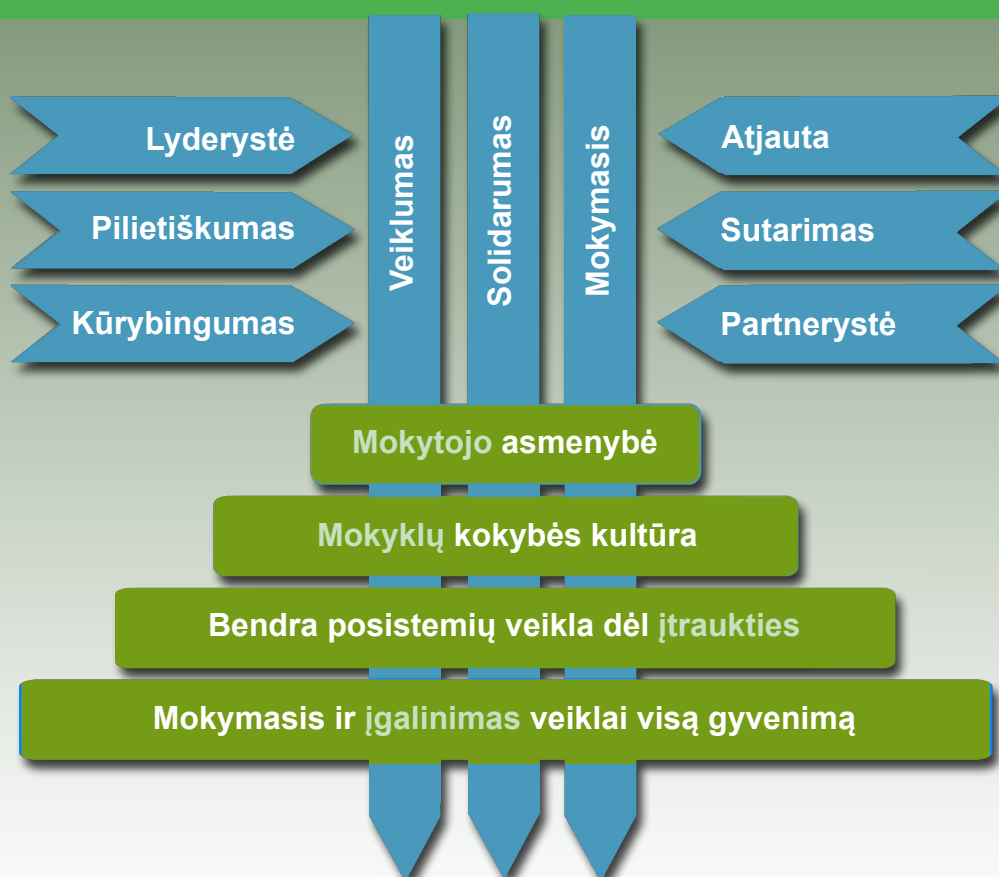 Lyderystė
Pilietiškumas
Kūrybingumas
Veiklumas
Solidarumas
Mokymasis
Atjauta
Sutarimas
Partnerystė
Mokytojo asmenybė
Mokyklų kokybės kultūra
Bendra posistemių veikla dėl įtraukties
Mokymasis ir įgalinimas veiklai visą gyvenimą